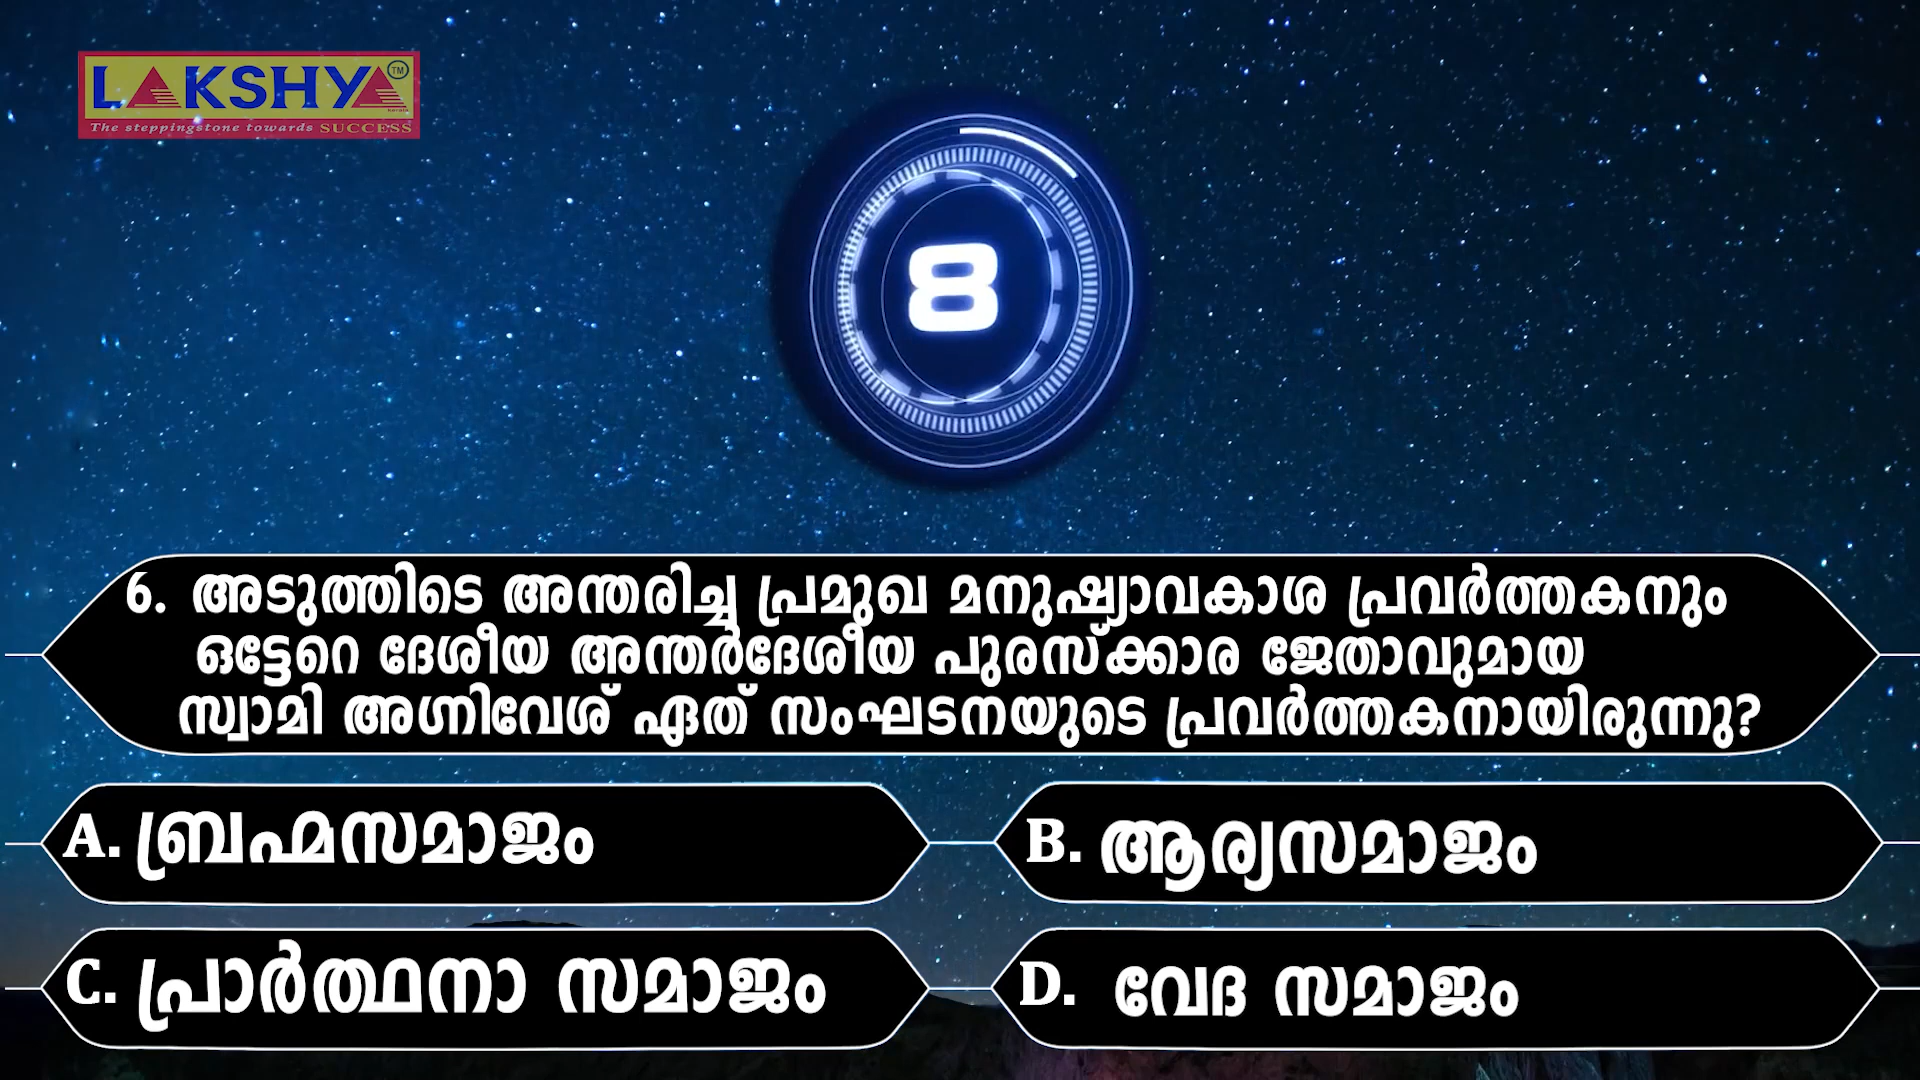 LAKSHYA TM
The steppingstone towards SUCCESS
8
6. അടുത്തിടെ അന്തരിച്ച പ്രമുഖ മനുഷ്യാവകാശ പ്രവർത്തകനും
ഒട്ടേറെ ദേശീയ അന്തർദേശീയ പുരസ്ക്കാര ജേതാവുമായ
സ്വാമി അഗ്നിവേശ് ഏത് സംഘടനയുടെ പ്രവർത്തകനായിരുന്നു?
A. ബ്രഹ്മസമാജം
B. ആര്യസമാജം
C. പ്രാർത്ഥനാ സമാജം
D. വേദ സമാജം